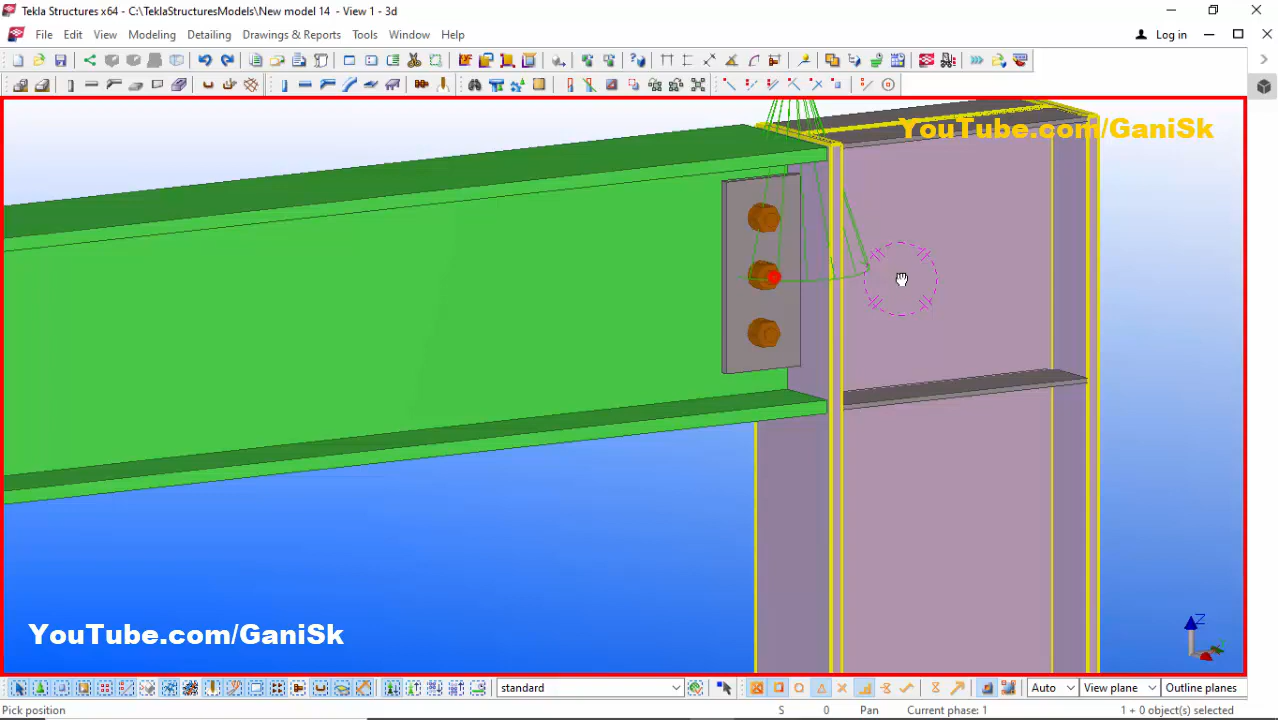 Tekla Structures x64 - C:\TeklaStructuresModels\New model 14 - View 1 - 3d
File Edit View Modeling Detailing Drawings & Reports Tools Window Help Log in
YouTube.com/GaniSk
YouTube.com/GaniSk
Z
standard Auto View plane Outline planes
Pick position S 0 Pan Current phase: 1 1 + 0 object(s) selected